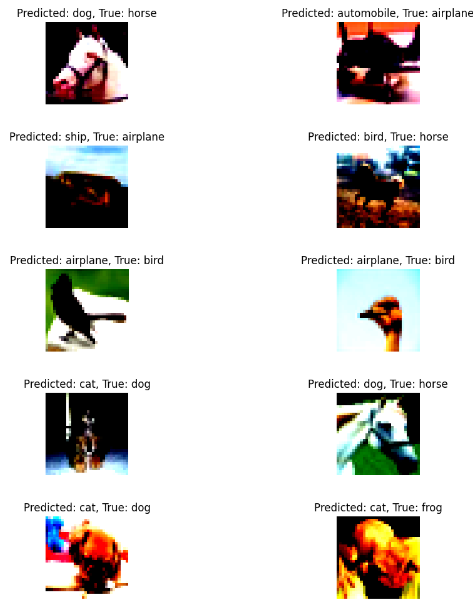 Predicted: dog, True: horse
Predicted: automobile, True: airplane
Predicted: ship, True: airplane
Predicted: bird, True: horse
Predicted: airplane, True: bird
Predicted: airplane, True: bird
Predicted: cat, True: dog
Predicted: dog, True: horse
Predicted: cat, True: dog
Predicted: cat, True: frog